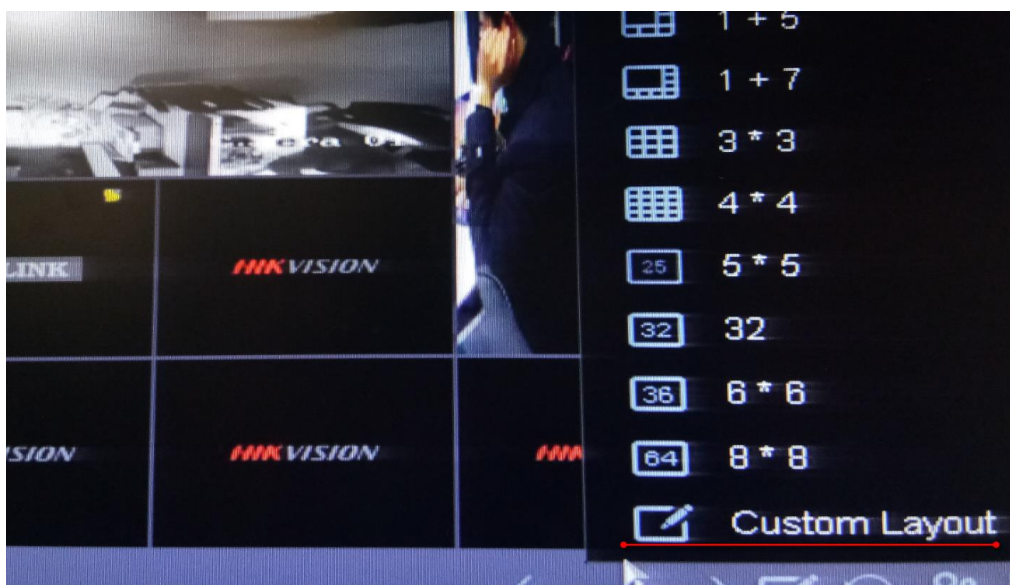 1 + 5
1 + 7
3 * 3
4 * 4
25 5 * 5
32 32
36 6 * 6
64 8 * 8
Custom Layout
LINK
HIKVISION
SION
HIKVISION
HIK